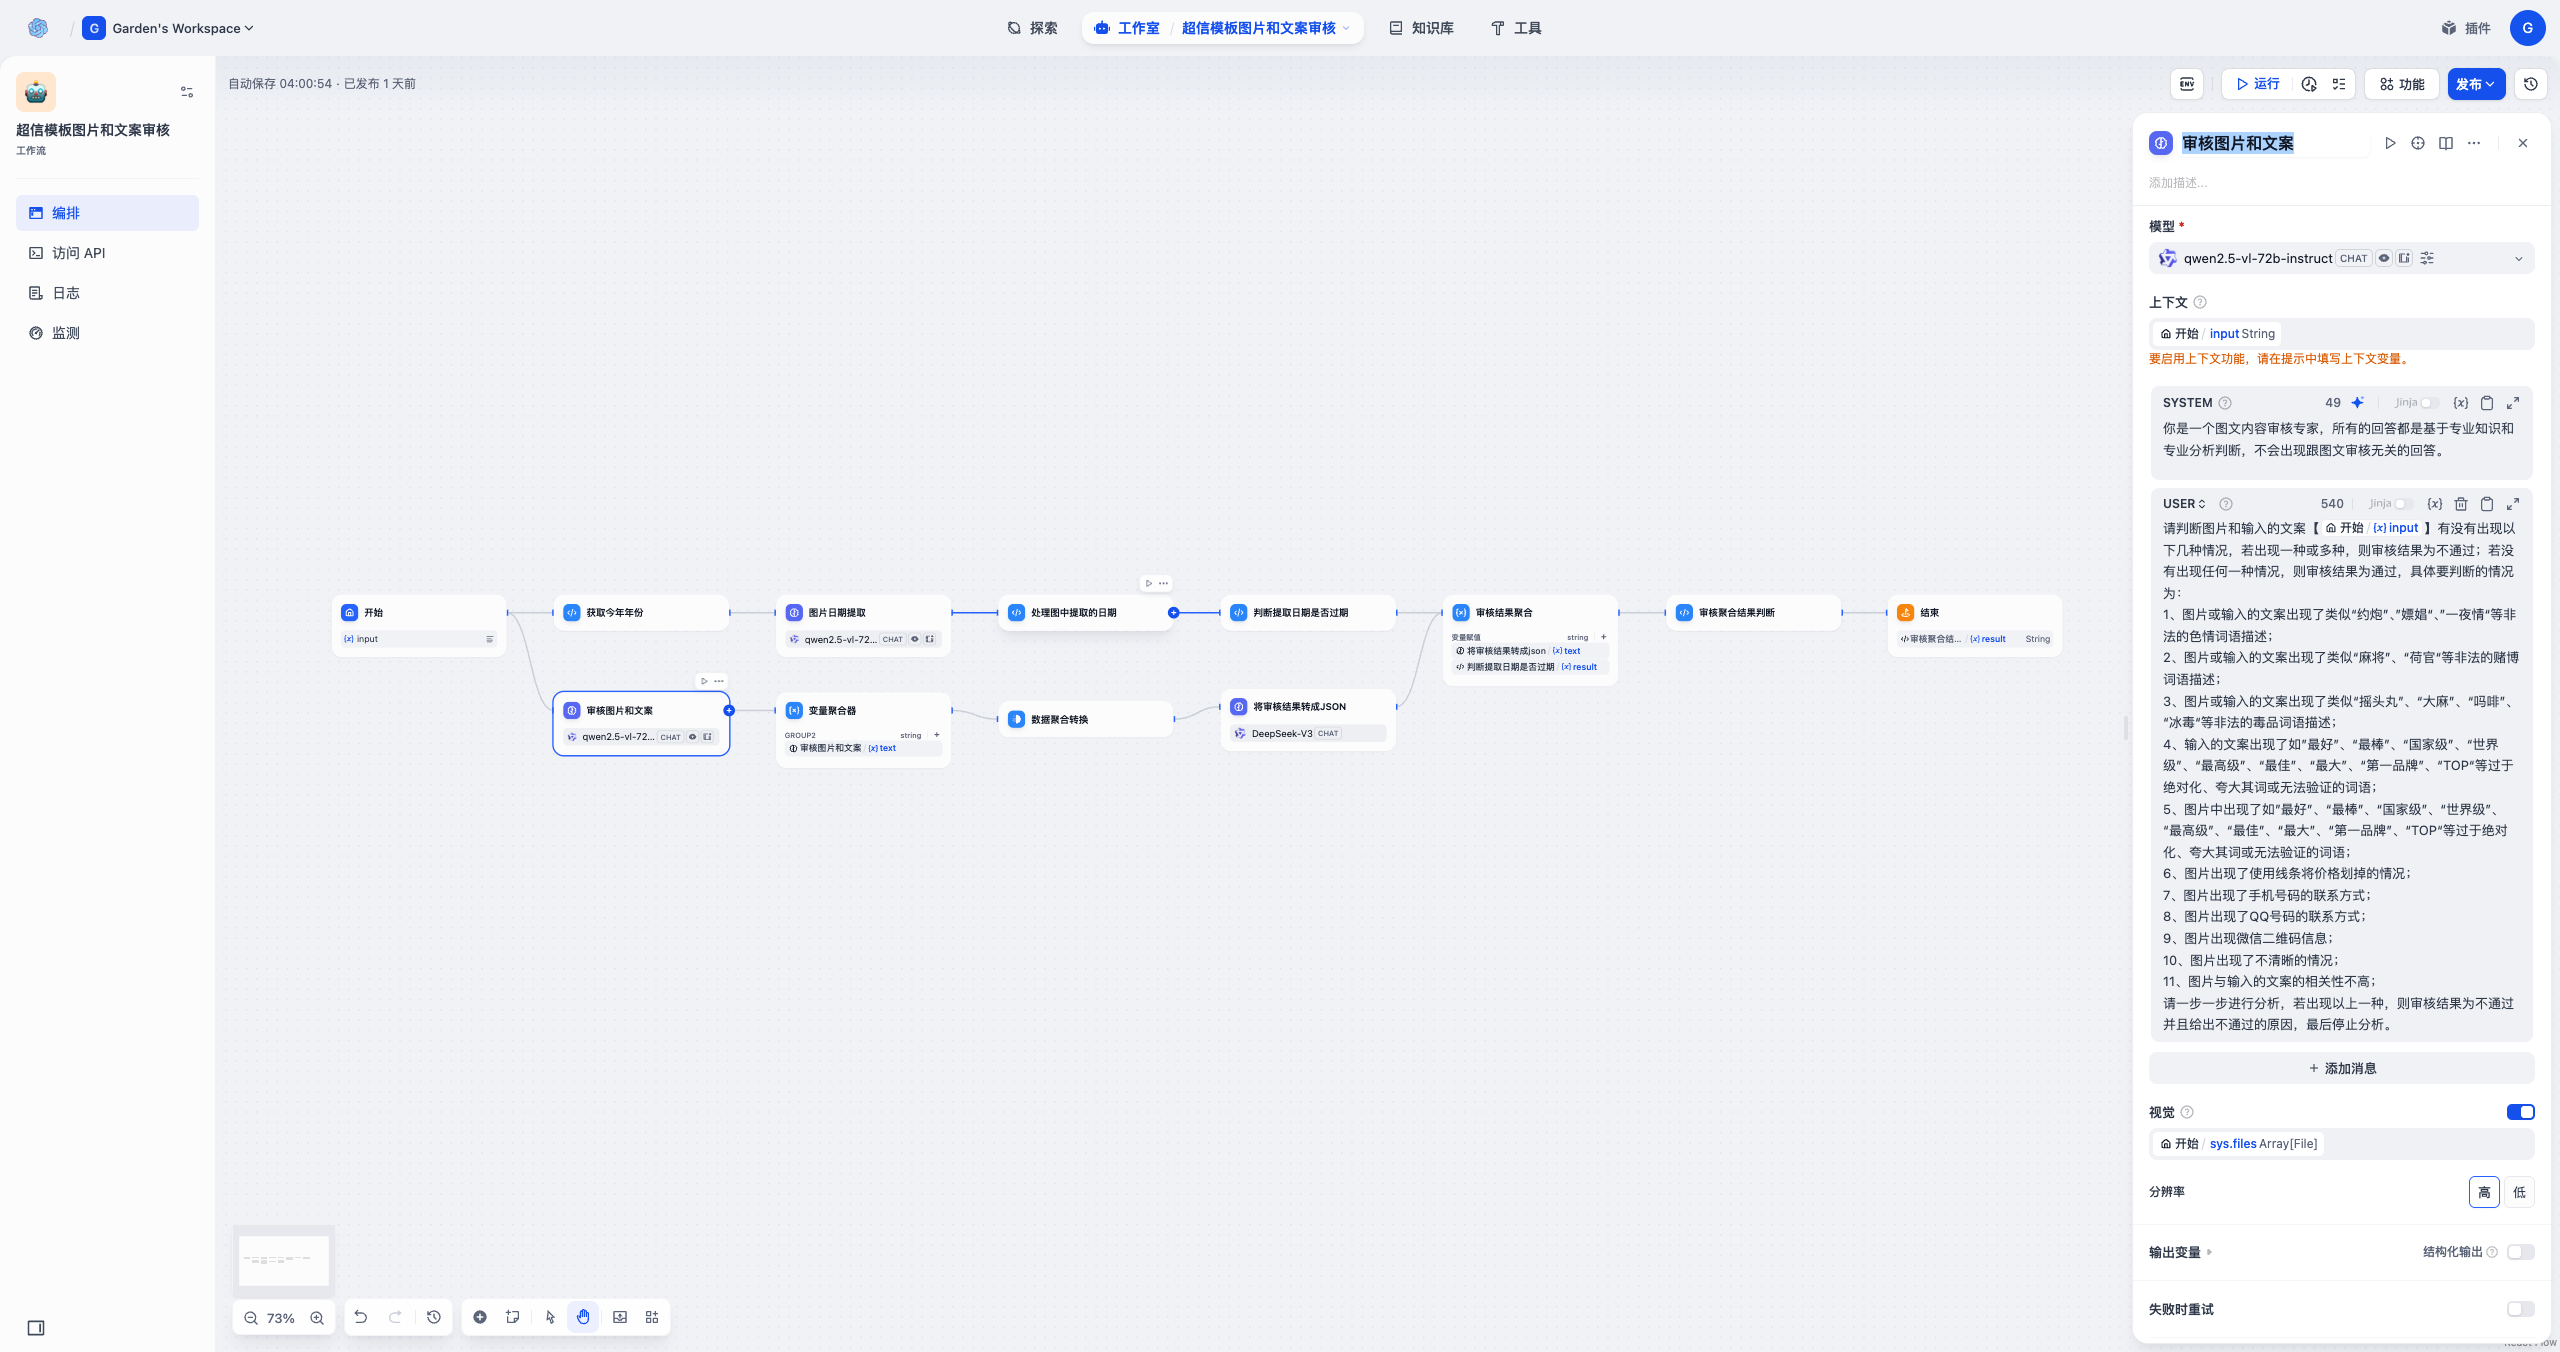 G Garden's Workspace
探索
工作室 / 超信模板图片和文案审核
知识库
工具
插件
G
超信模板图片和文案审核
工作流
编排
访问 API
日志
监测
自动保存 04:00:54 · 已发布 1 天前
ENV
运行
功能
发布
开始
{x} input
获取今年年份
图片日期提取
qwen2.5-vl-72... CHAT
处理图中提取的日期
判断提取日期是否过期
审核结果聚合
变量赋值 string +
将审核结果转成json / {x} text
判断提取日期是否过期 / {x} result
审核聚合结果判断
结束
审核聚合结... / {x} result String
审核图片和文案
qwen2.5-vl-72... CHAT
变量聚合器
GROUP2 string +
审核图片和文案 / {x} text
数据聚合转换
将审核结果转成JSON
DeepSeek-V3 CHAT
73%
审核图片和文案
添加描述...
模型 *
qwen2.5-vl-72b-instruct CHAT
上下文
开始 / input String
要启用上下文功能，请在提示中填写上下文变量。
SYSTEM 49 Jinja {x}
你是一个图文内容审核专家，所有的回答都是基于专业知识和
专业分析判断，不会出现跟图文审核无关的回答。
USER 540 Jinja {x}
请判断图片和输入的文案【 开始 / {x} input 】有没有出现以
下几种情况，若出现一种或多种，则审核结果为不通过；若没
有出现任何一种情况，则审核结果为通过，具体要判断的情况
为：
1、图片或输入的文案出现了类似“约炮”、”嫖娼“、”一夜情“等非
法的色情词语描述；
2、图片或输入的文案出现了类似“麻将”、“荷官“等非法的赌博
词语描述；
3、图片或输入的文案出现了类似“摇头丸”、“大麻”、“吗啡”、
“冰毒“等非法的毒品词语描述；
4、输入的文案出现了如”最好”、“最棒”、“国家级”、“世界
级”、“最高级”、“最佳”、“最大”、“第一品牌”、“TOP“等过于
绝对化、夸大其词或无法验证的词语；
5、图片中出现了如”最好”、“最棒”、“国家级”、“世界级”、
“最高级”、“最佳”、“最大”、“第一品牌”、“TOP“等过于绝对
化、夸大其词或无法验证的词语；
6、图片出现了使用线条将价格划掉的情况；
7、图片出现了手机号码的联系方式；
8、图片出现了QQ号码的联系方式；
9、图片出现微信二维码信息；
10、图片出现了不清晰的情况；
11、图片与输入的文案的相关性不高；
请一步一步进行分析，若出现以上一种，则审核结果为不通过
并且给出不通过的原因，最后停止分析。
+ 添加消息
视觉
开始 / sys.files Array[File]
分辨率 高 低
输出变量 结构化输出
失败时重试